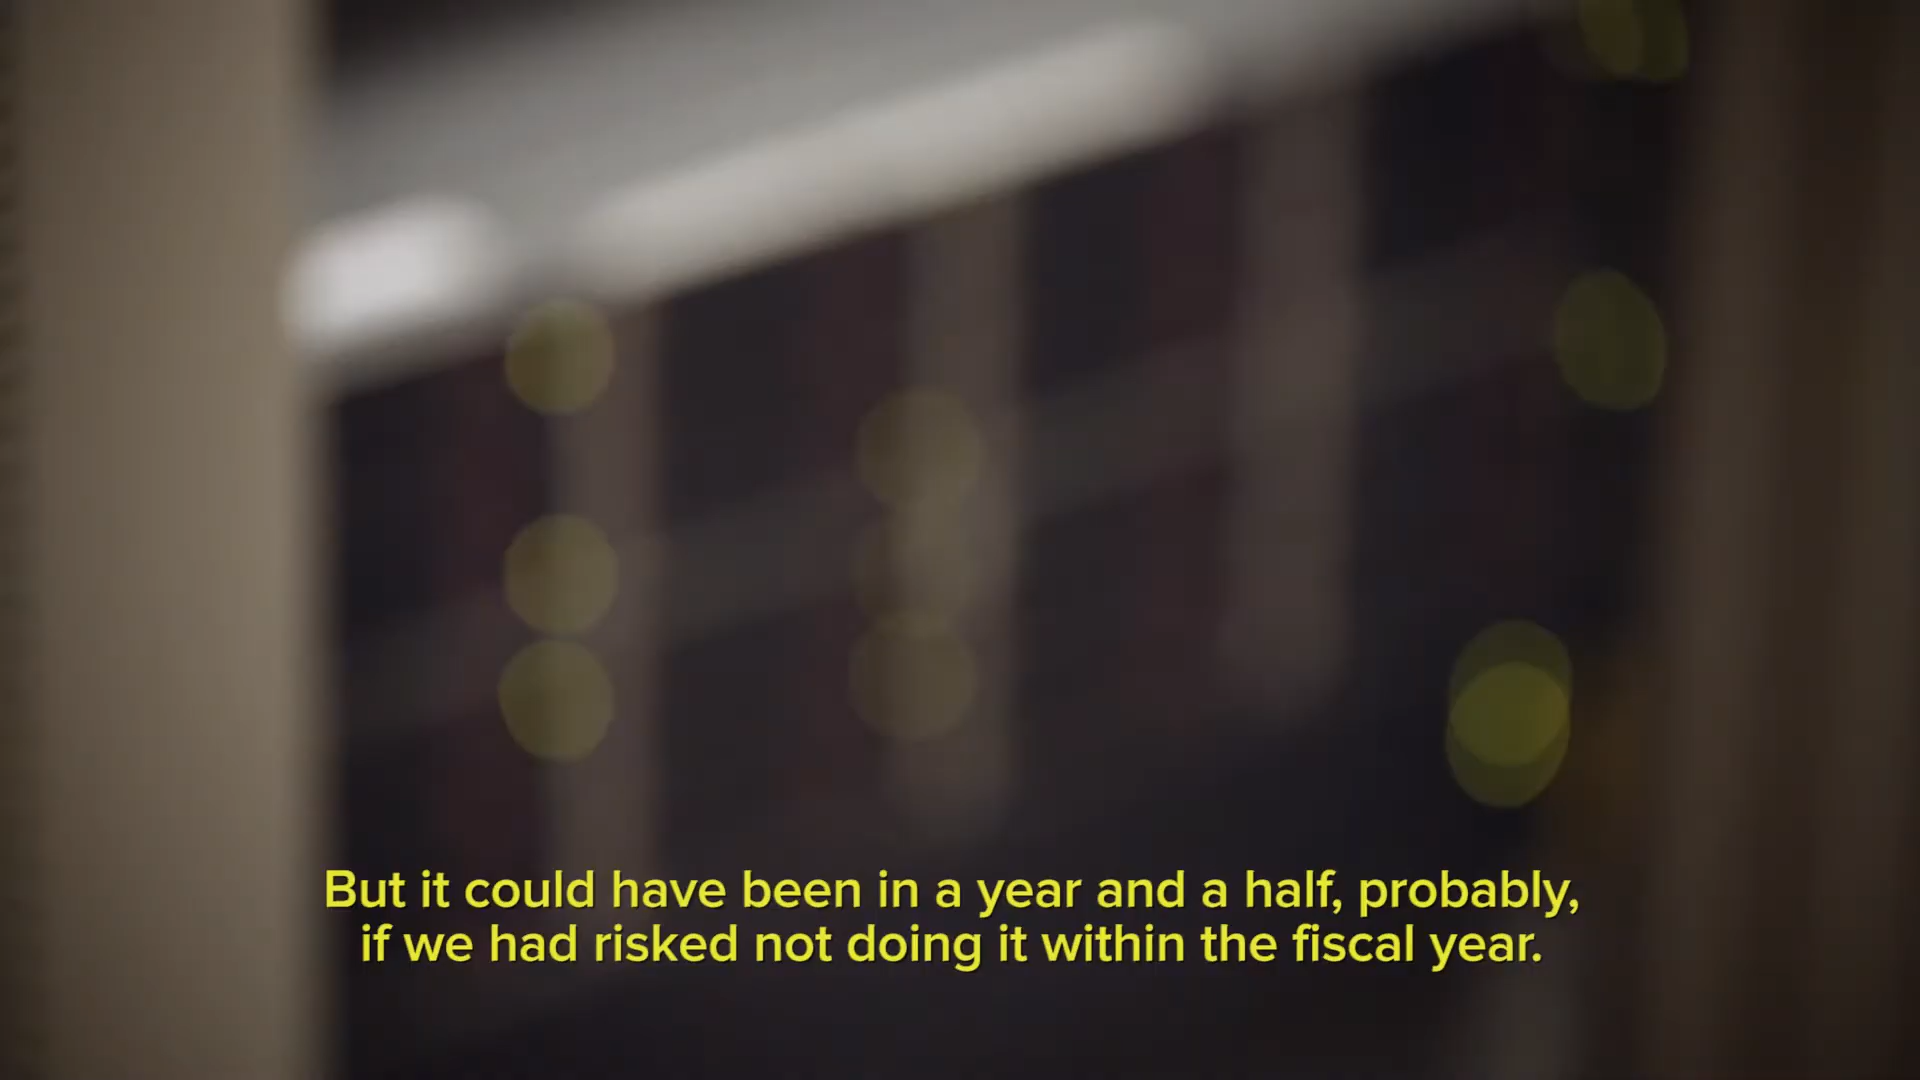 But it could have been in a year and a half, probably,
if we had risked not doing it within the fiscal year.